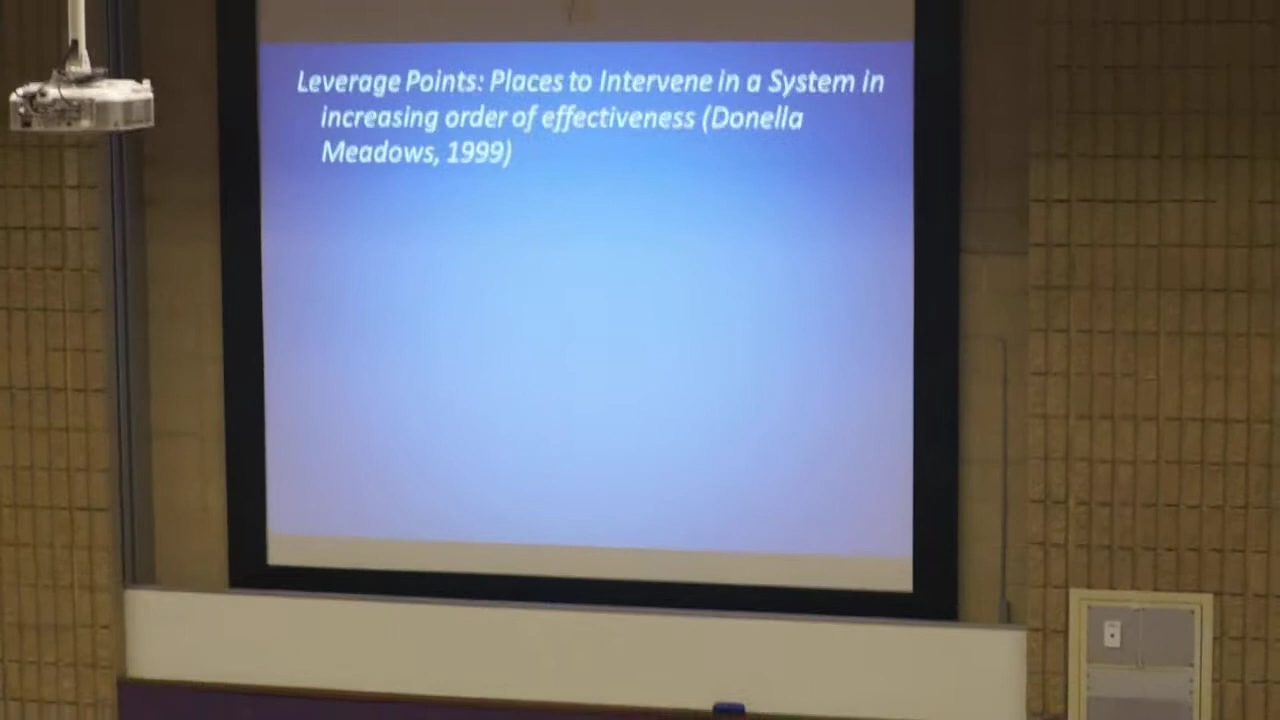 Leverage Points: Places to Intervene in a System in
increasing order of effectiveness (Donella
Meadows, 1999)